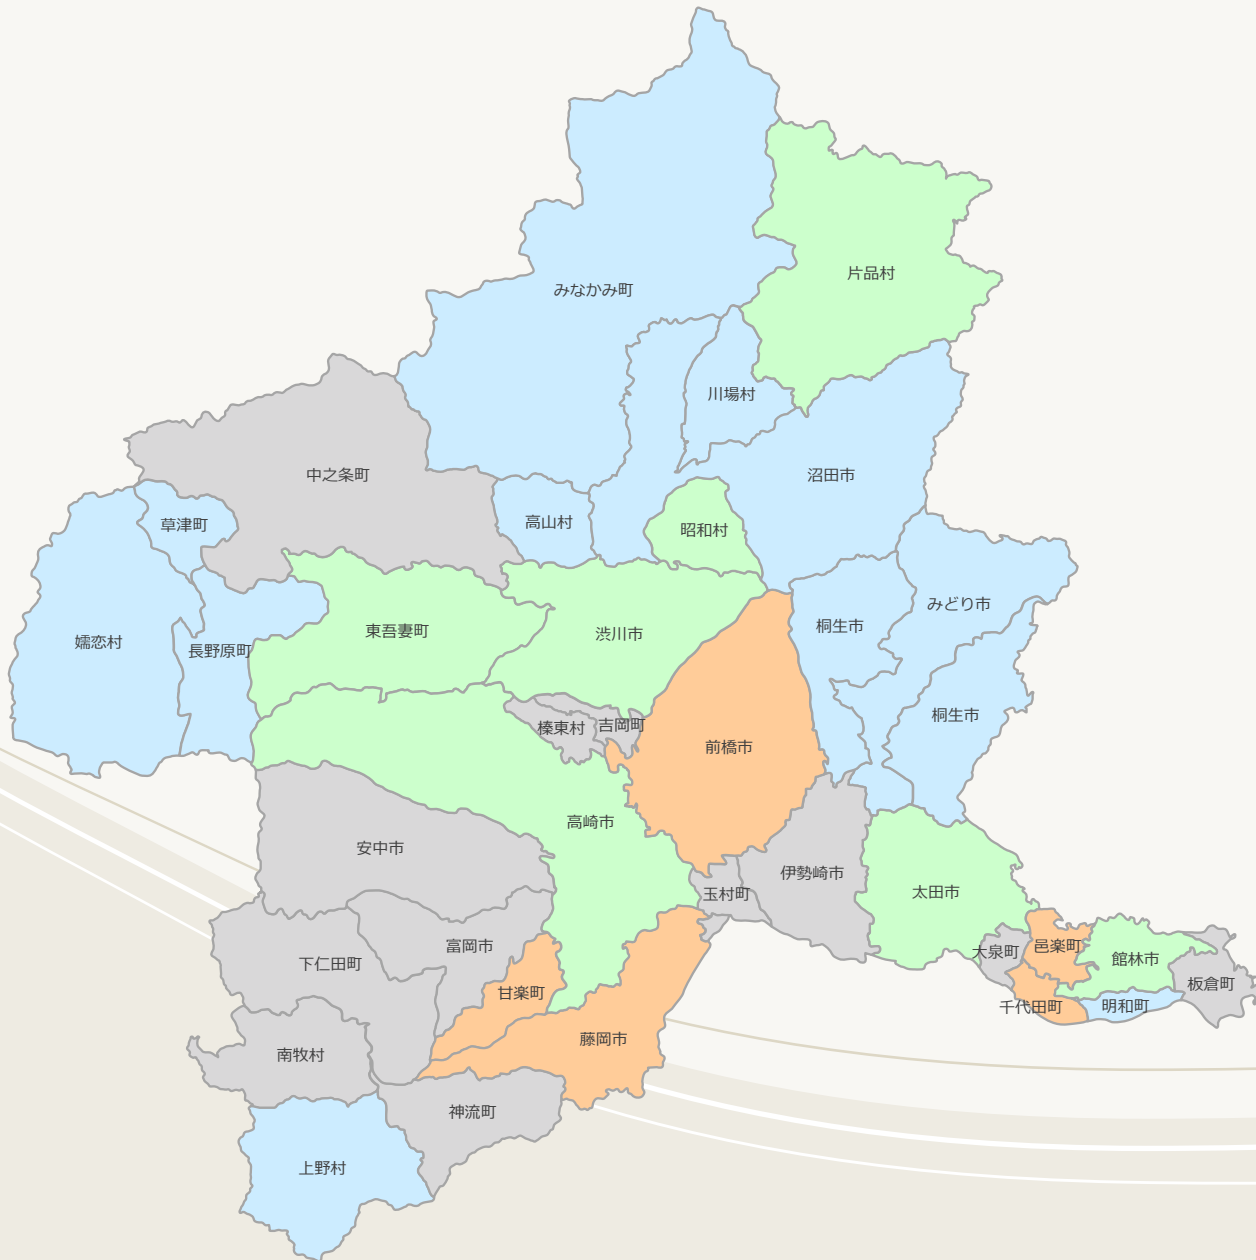 片品村
みなかみ町
川場村
中之条町
沼田市
高山村
草津町
昭和村
みどり市
桐生市
東吾妻町
渋川市
嬬恋村
長野原町
桐生市
榛東村
吉岡町
前橋市
高崎市
安中市
伊勢崎市
玉村町
太田市
富岡市
邑楽町
大泉町
館林市
下仁田町
板倉町
甘楽町
千代田町
明和町
藤岡市
南牧村
神流町
上野村